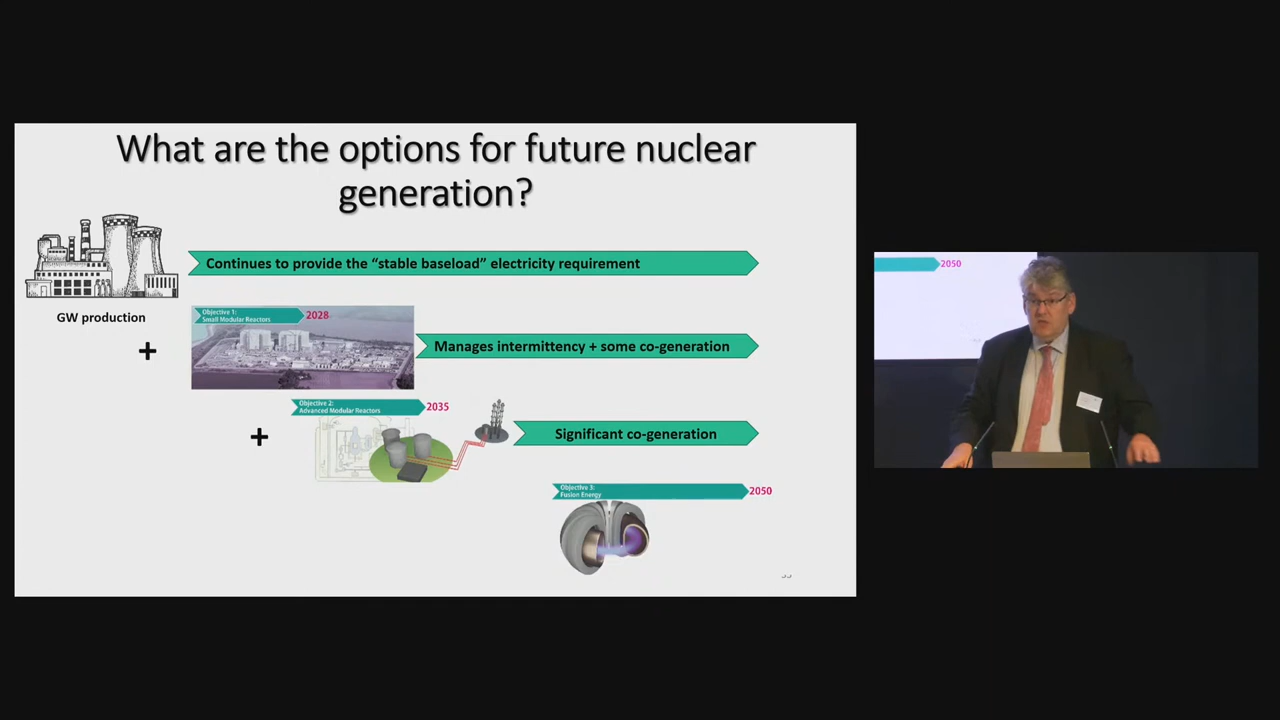 What are the options for future nuclear
generation?
Continues to provide the “stable baseload” electricity requirement
GW production
+
Objective 1:
Small Modular Reactors
2028
Manages intermittency + some co-generation
+
Objective 2:
Advanced Modular Reactors
2035
Significant co-generation
Objective 3:
Fusion Energy
2050
2050